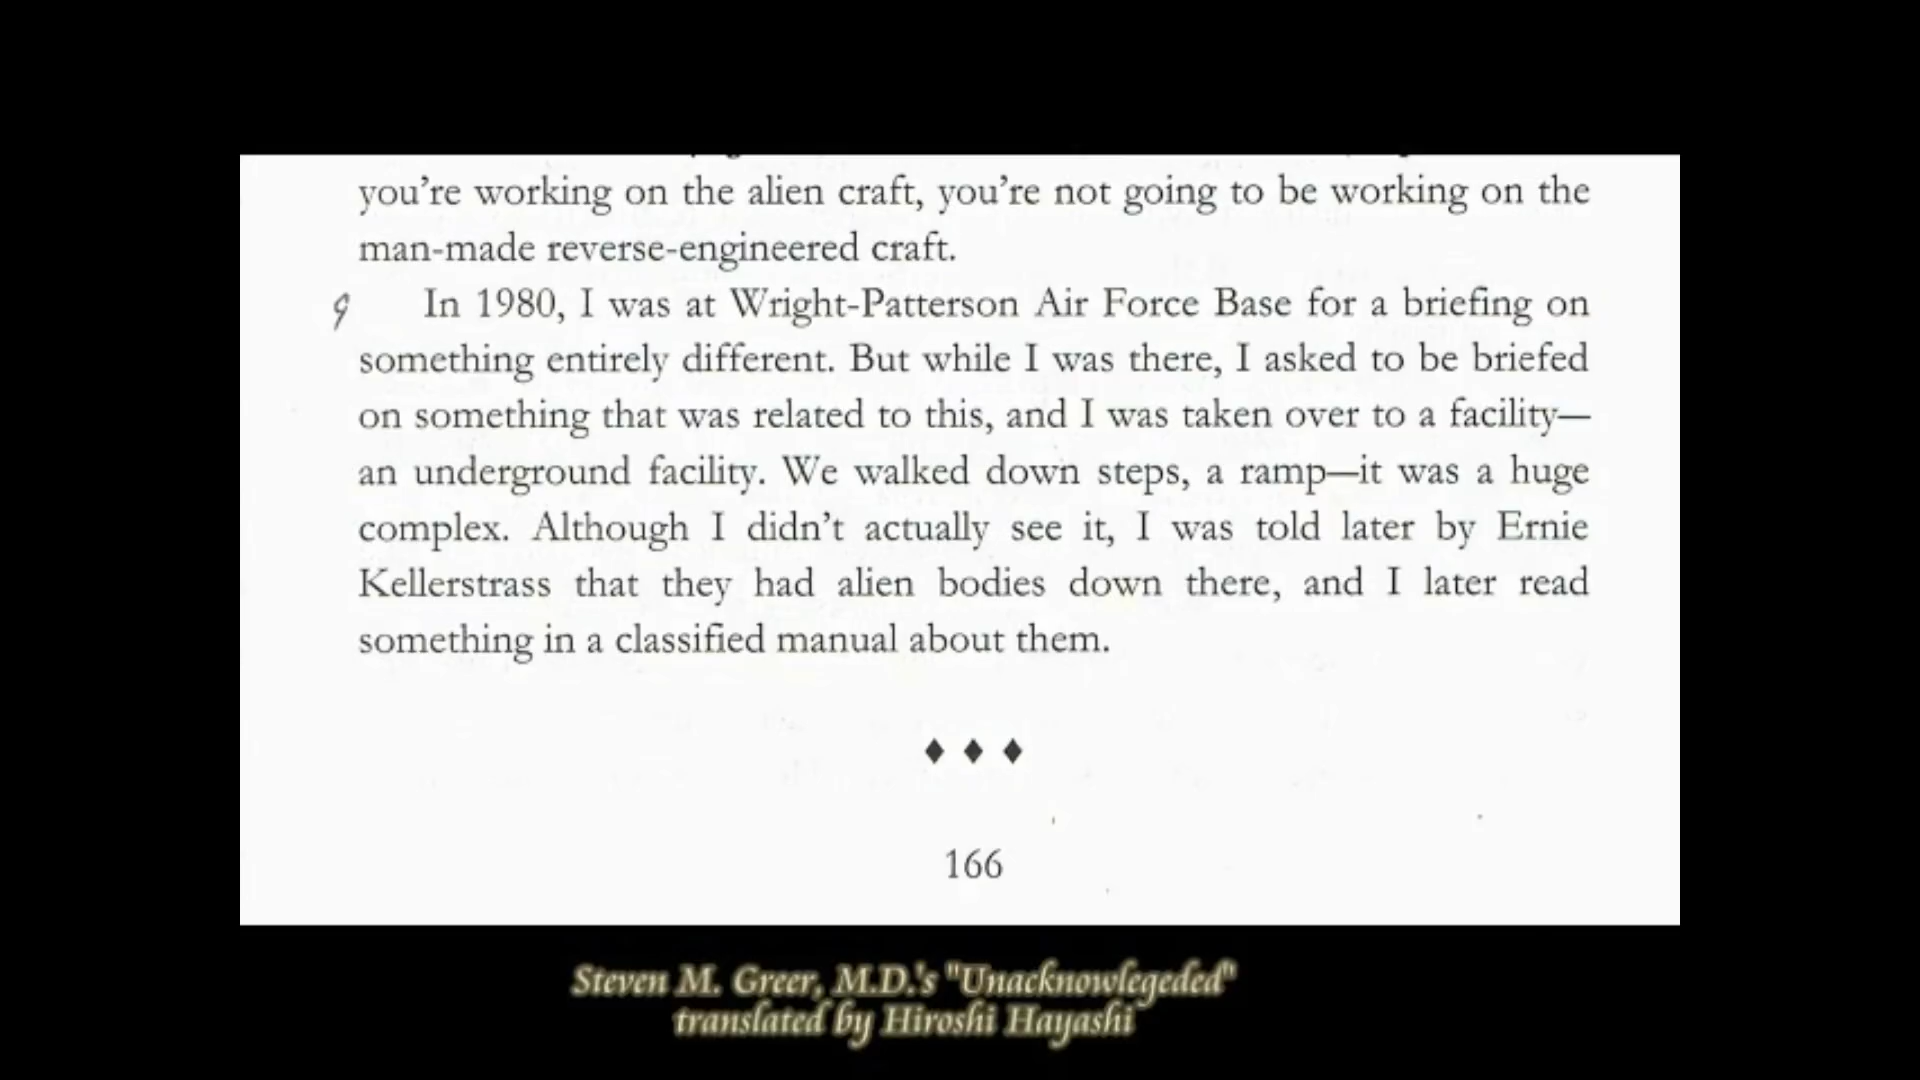 you're working on the alien craft, you're not going to be working on the
man-made reverse-engineered craft.
9 In 1980, I was at Wright-Patterson Air Force Base for a briefing on
something entirely different. But while I was there, I asked to be briefed
on something that was related to this, and I was taken over to a facility—
an underground facility. We walked down steps, a ramp—it was a huge
complex. Although I didn't actually see it, I was told later by Ernie
Kellerstrass that they had alien bodies down there, and I later read
something in a classified manual about them.
♦ ♦ ♦
166
Steven M. Greer, M.D.'s "Unacknowlegeded"
translated by Hiroshi Hayashi